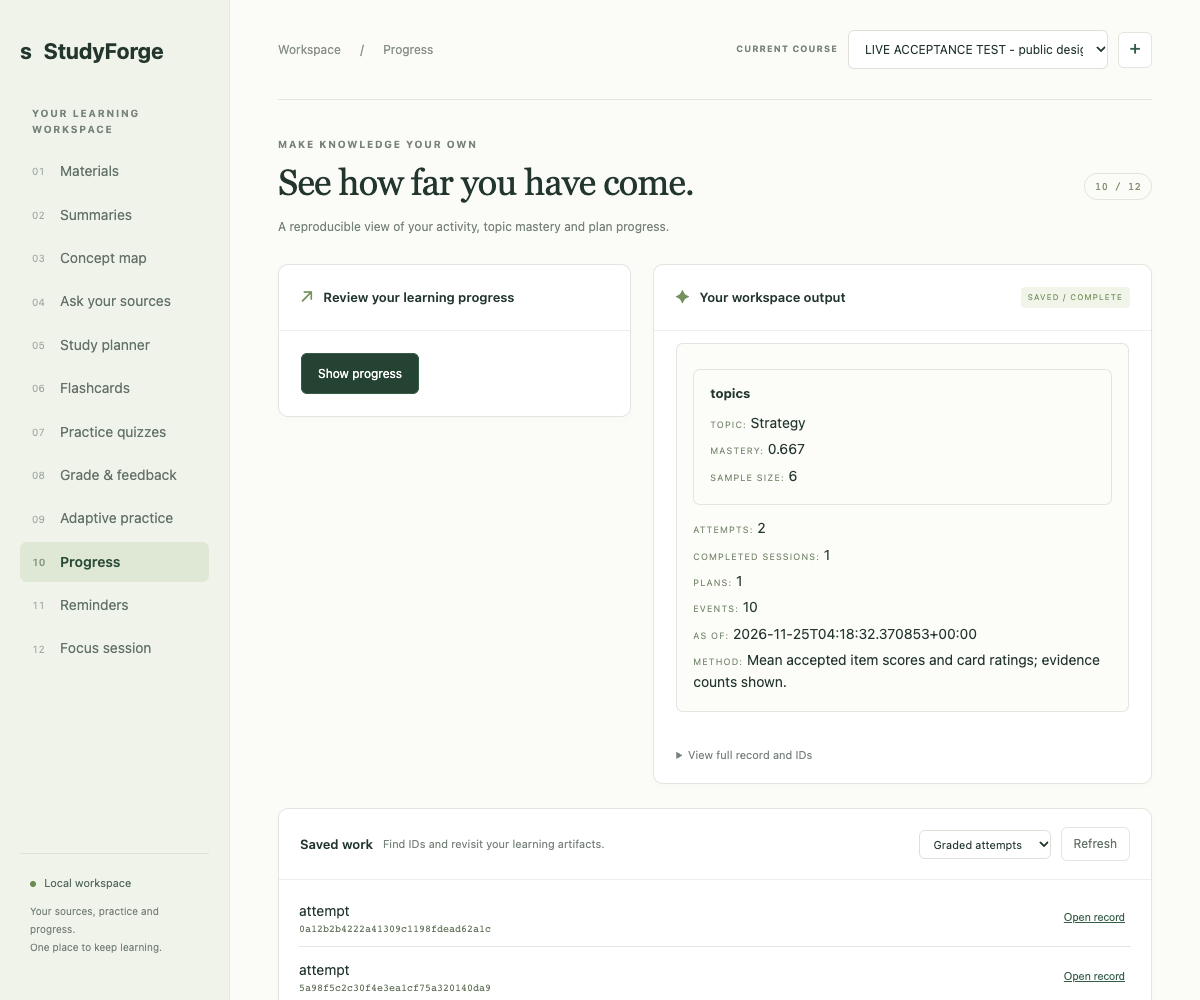 s StudyForge
YOUR LEARNING
WORKSPACE
01 Materials
02 Summaries
03 Concept map
04 Ask your sources
05 Study planner
06 Flashcards
07 Practice quizzes
08 Grade & feedback
09 Adaptive practice
10 Progress
11 Reminders
12 Focus session
Local workspace
Your sources, practice and
progress.
One place to keep learning.
Workspace / Progress
CURRENT COURSE
LIVE ACCEPTANCE TEST - public desig
+
MAKE KNOWLEDGE YOUR OWN
See how far you have come.
10 / 12
A reproducible view of your activity, topic mastery and plan progress.
Review your learning progress
Show progress
Your workspace output
SAVED / COMPLETE
topics
TOPIC: Strategy
MASTERY: 0.667
SAMPLE SIZE: 6
ATTEMPTS: 2
COMPLETED SESSIONS: 1
PLANS: 1
EVENTS: 10
AS OF: 2026-11-25T04:18:32.370853+00:00
METHOD: Mean accepted item scores and card ratings; evidence
counts shown.
View full record and IDs
Saved work Find IDs and revisit your learning artifacts.
Graded attempts
Refresh
attempt
0a12b2b4222a41309c1198fdead62a1c
Open record
attempt
5a98f5c2c30f4e3ea1cf75a320140da9
Open record